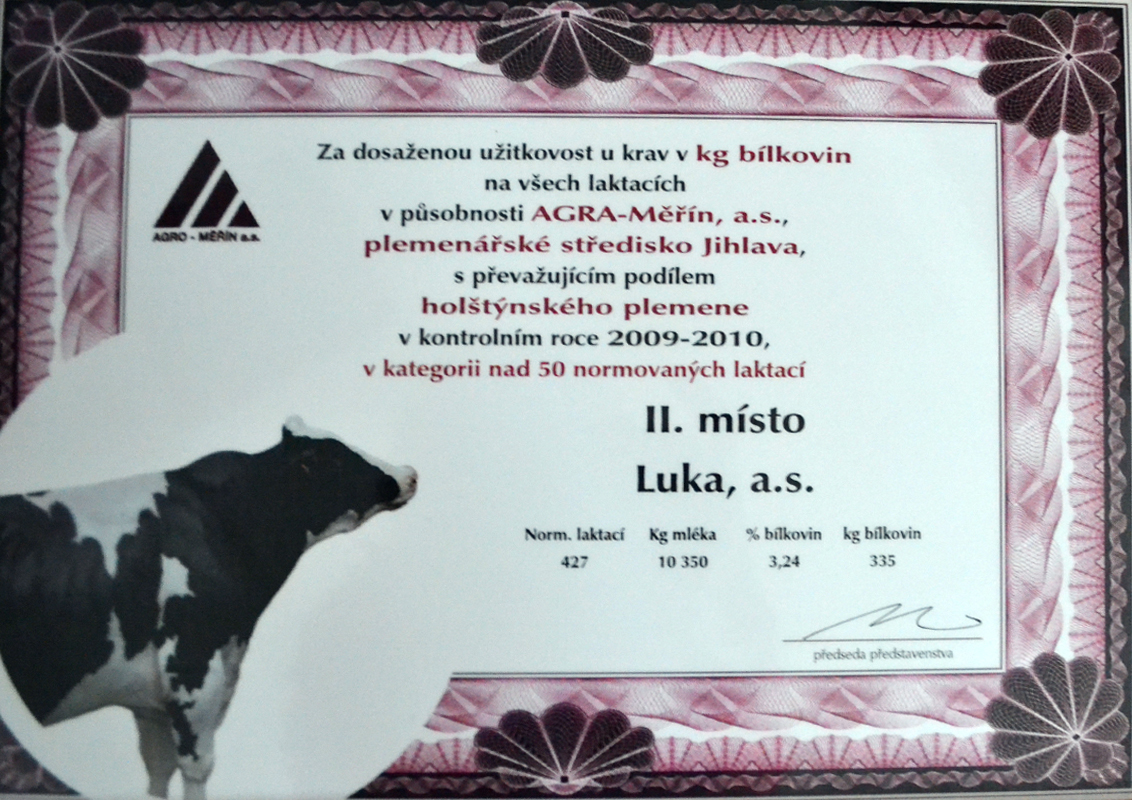 AGRO - MĚŘÍN a.s.
Za dosaženou užitkovost u krav v kg bílkovin
na všech laktacích
v působnosti AGRA-Měřín, a.s.,
plemenářské středisko Jihlava,
s převažujícím podílem
holštýnského plemene
v kontrolním roce 2009-2010,
v kategorii nad 50 normovaných laktací
II. místo
Luka, a.s.
Norm. laktací Kg mléka % bílkovin kg bílkovin
427 10 350 3,24 335
předseda představenstva